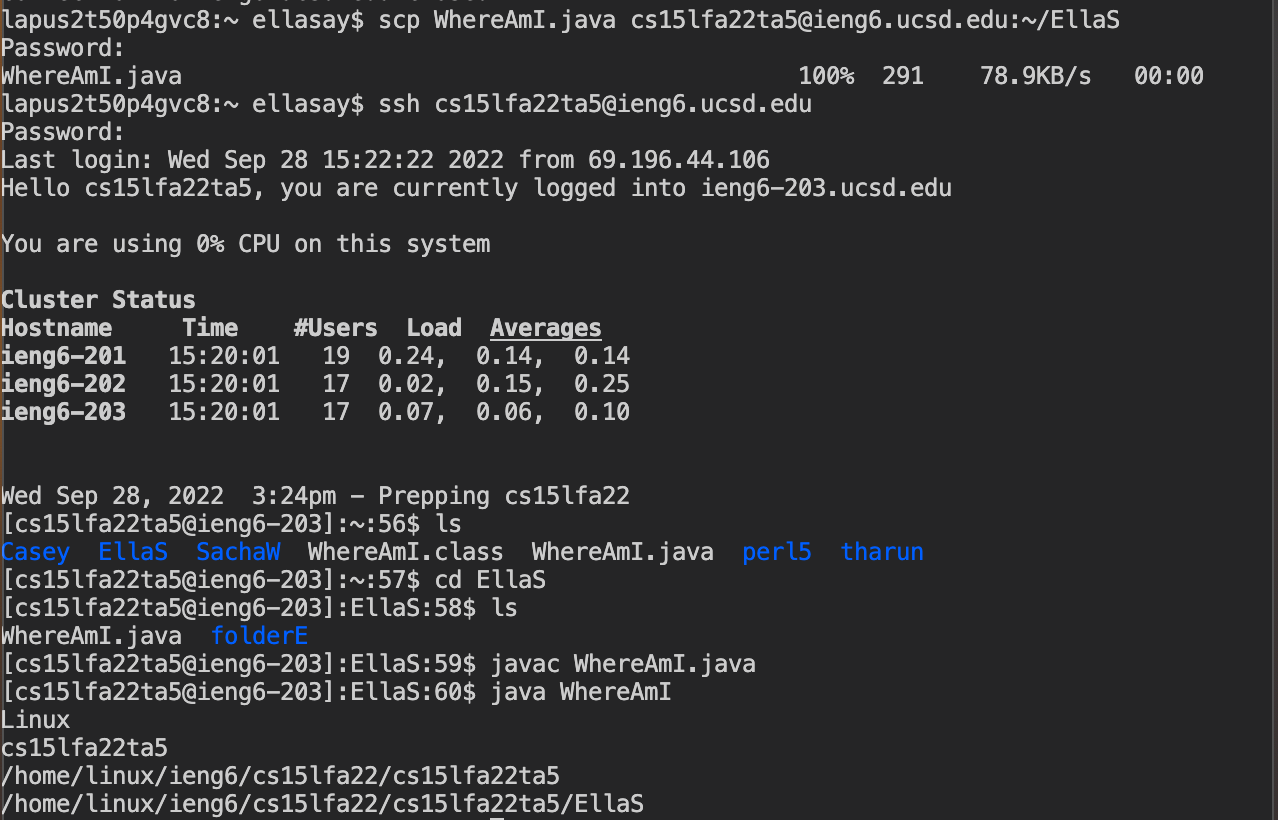 lapus2t50p4gvc8:~ ellasay$ scp WhereAmI.java cs15lfa22ta5@ieng6.ucsd.edu:~/EllaS
Password:
WhereAmI.java 100% 291 78.9KB/s 00:00
lapus2t50p4gvc8:~ ellasay$ ssh cs15lfa22ta5@ieng6.ucsd.edu
Password:
Last login: Wed Sep 28 15:22:22 2022 from 69.196.44.106
Hello cs15lfa22ta5, you are currently logged into ieng6-203.ucsd.edu
You are using 0% CPU on this system
Cluster Status
Hostname Time #Users Load Averages
ieng6-201 15:20:01 19 0.24, 0.14, 0.14
ieng6-202 15:20:01 17 0.02, 0.15, 0.25
ieng6-203 15:20:01 17 0.07, 0.06, 0.10
Wed Sep 28, 2022 3:24pm - Prepping cs15lfa22
[cs15lfa22ta5@ieng6-203]:~:56$ ls
Casey EllaS SachaW WhereAmI.class WhereAmI.java perl5 tharun
[cs15lfa22ta5@ieng6-203]:~:57$ cd EllaS
[cs15lfa22ta5@ieng6-203]:EllaS:58$ ls
WhereAmI.java folderE
[cs15lfa22ta5@ieng6-203]:EllaS:59$ javac WhereAmI.java
[cs15lfa22ta5@ieng6-203]:EllaS:60$ java WhereAmI
Linux
cs15lfa22ta5
/home/linux/ieng6/cs15lfa22/cs15lfa22ta5
/home/linux/ieng6/cs15lfa22/cs15lfa22ta5/EllaS